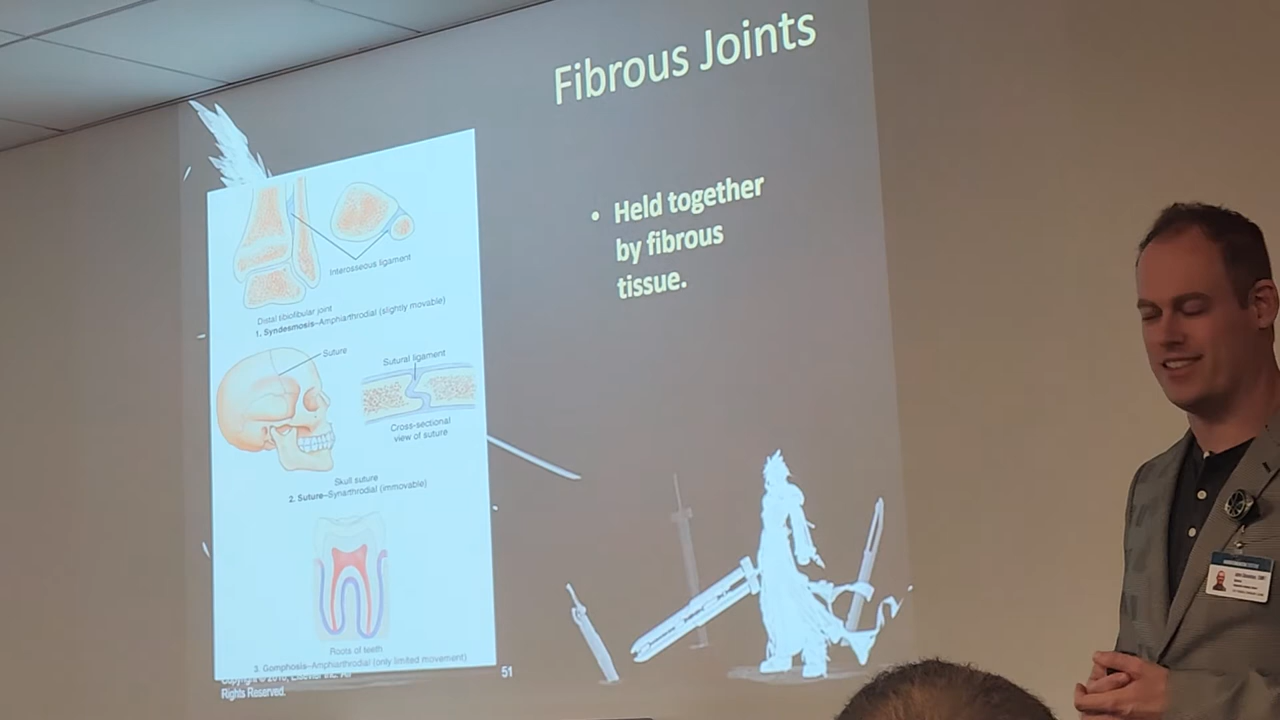 Fibrous Joints
• Held together
by fibrous
tissue.
Interosseous ligament
Distal tibiofibular joint
1. Syndesmosis–Amphiarthrodial (slightly movable)
Suture
Sutural ligament
Cross-sectional
view of suture
Skull suture
2. Suture–Synarthrodial (immovable)
Roots of teeth
3. Gomphosis–Amphiarthrodial (only limited movement)
Rights Reserved.
51